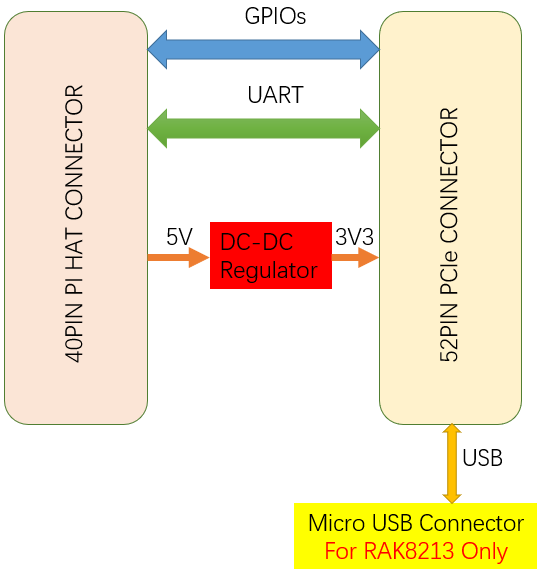 GPIOs
UART
40PIN PI HAT CONNECTOR
5V
DC-DC
Regulator
3V3
52PIN PCIe CONNECTOR
USB
Micro USB Connector
For RAK8213 Only